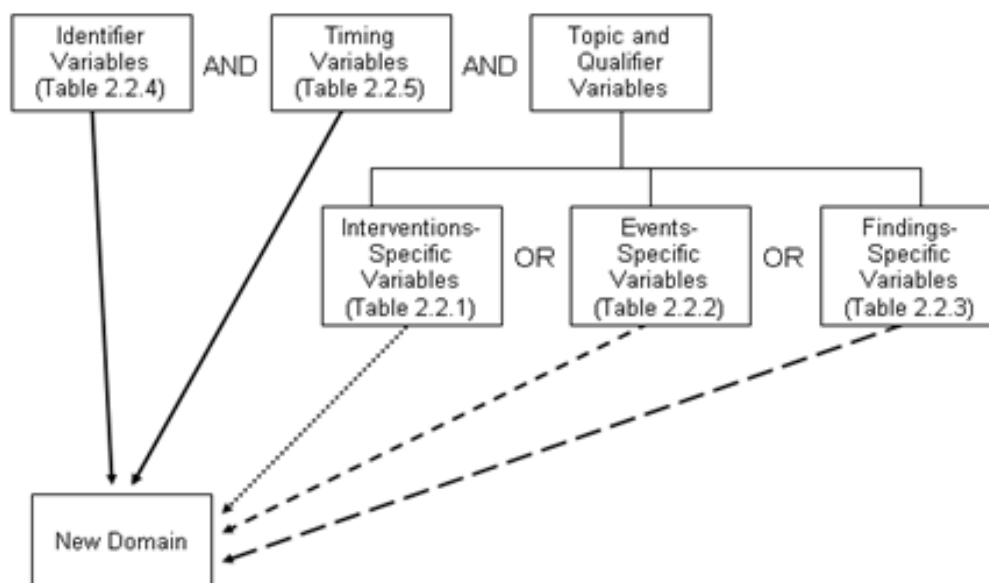 Identifier
Variables
(Table 2.2.4)
AND
Timing
Variables
(Table 2.2.5)
AND
Topic and
Qualifier
Variables
Interventions-
Specific
Variables
(Table 2.2.1)
OR
Events-
Specific
Variables
(Table 2.2.2)
OR
Findings-
Specific
Variables
(Table 2.2.3)
New Domain